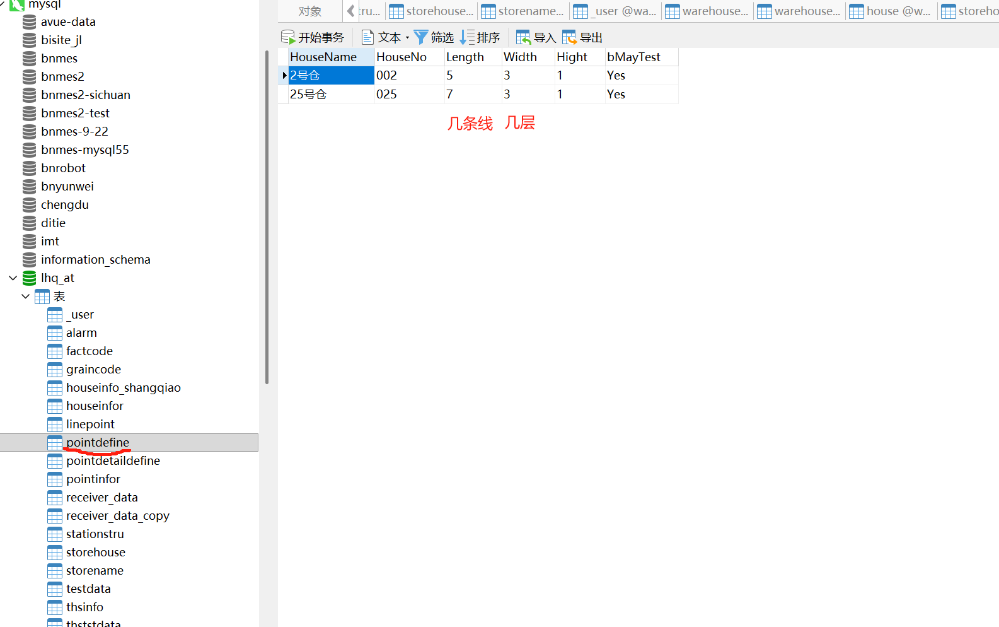 mysql
avue-data
bisite_jl
bnmes
bnmes2
bnmes2-sichuan
bnmes2-test
bnmes-9-22
bnmes-mysql55
bnrobot
bnyunwei
chengdu
ditie
imt
information_schema
lhq_at
表
_user
alarm
factcode
graincode
houseinfo_shangqiao
houseinfor
linepoint
pointdefine
pointdetaildefine
pointinfor
receiver_data
receiver_data_copy
stationstru
storehouse
storename
testdata
thsinfo
thststdata
对象 tru... storehouse... storename... _user @wa... warehouse... warehouse... house @w... storeho
开始事务 文本 筛选 排序 导入 导出
HouseName HouseNo Length Width Hight bMayTest
2号仓 002 5 3 1 Yes
25号仓 025 7 3 1 Yes
几条线 几层